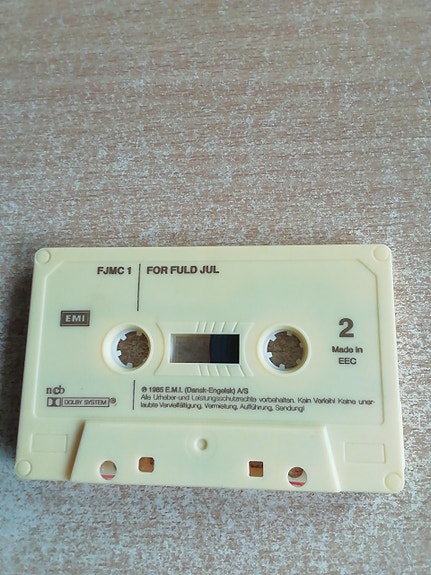 FJMC 1
FOR FULD JUL
EMI
2
Made in
EEC
ncb
DOLBY SYSTEM ®
℗ 1985 E.M.I. (Dansk-Engelsk) A/S
Alle Urheber-und Leistungsschutzrechte vorbehalten. Kein Verleih! Keine uner-
laubte Vervielfältigung, Vermietung, Aufführung, Sendung!